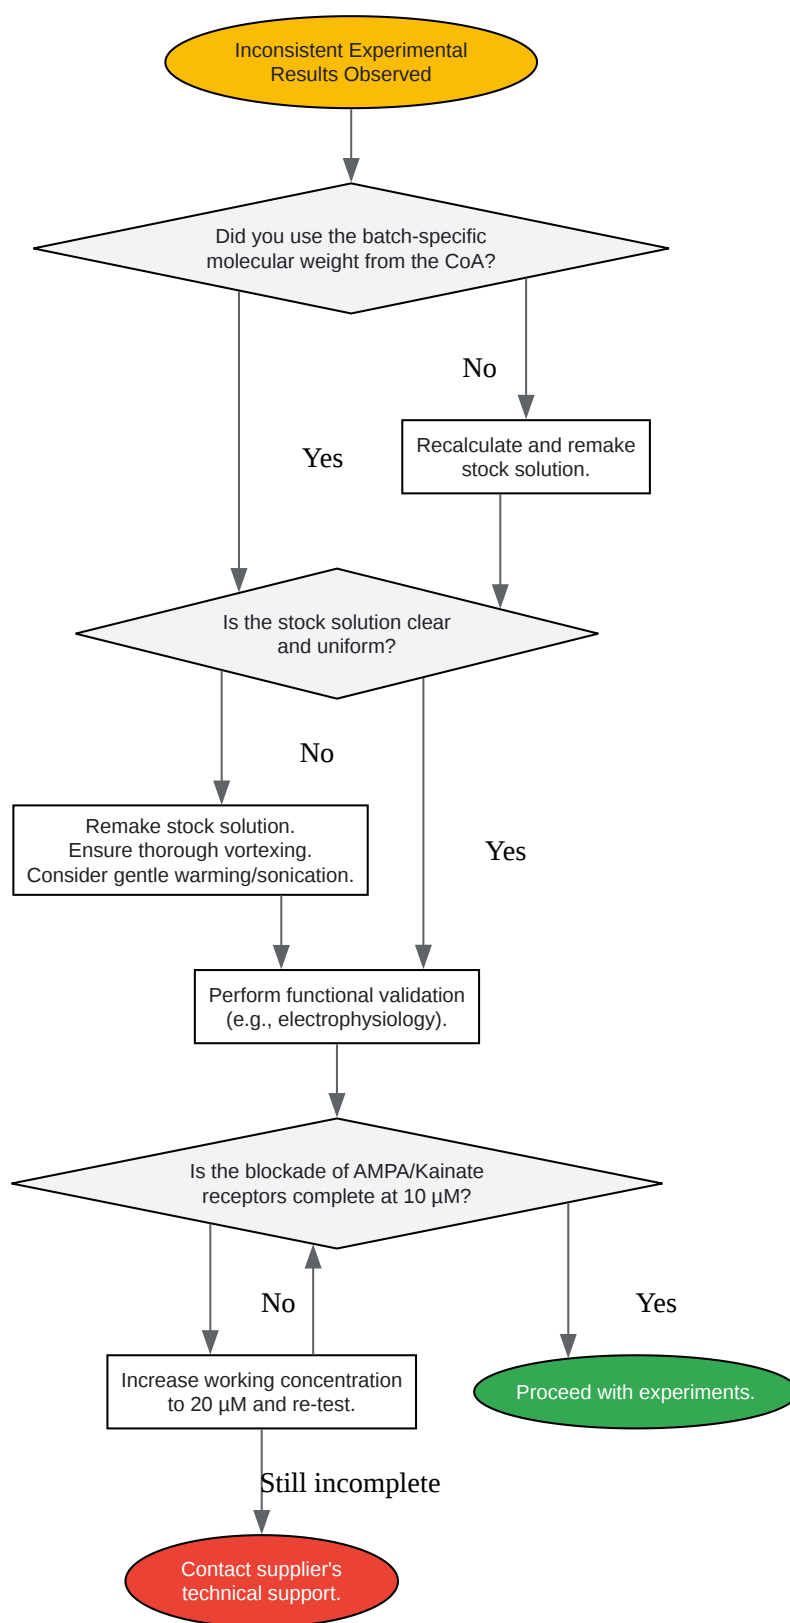 Inconsistent Experimental
Results Observed
Did you use the batch-specific
molecular weight from the CoA?
No
Yes
Recalculate and remake
stock solution.
Is the stock solution clear
and uniform?
No
Remake stock solution.
Ensure thorough vortexing.
Consider gentle warming/sonication.
Yes
Perform functional validation
(e.g., electrophysiology).
Is the blockade of AMPA/Kainate
receptors complete at 10 µM?
No
Yes
Increase working concentration
to 20 µM and re-test.
Proceed with experiments.
Still incomplete
Contact supplier's
technical support.